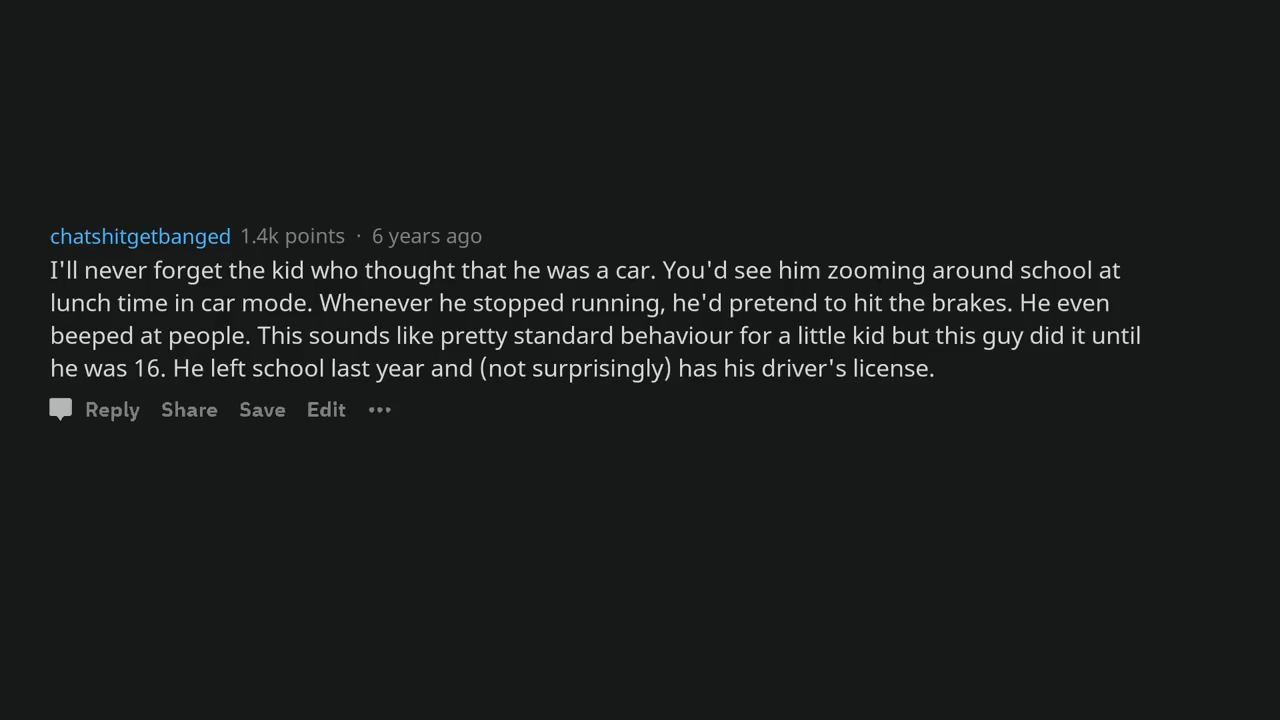 chatshitgetbanged 1.4k points · 6 years ago
I'll never forget the kid who thought that he was a car. You'd see him zooming around school at
lunch time in car mode. Whenever he stopped running, he'd pretend to hit the brakes. He even
beeped at people. This sounds like pretty standard behaviour for a little kid but this guy did it until
he was 16. He left school last year and (not surprisingly) has his driver's license.
Reply Share Save Edit •••